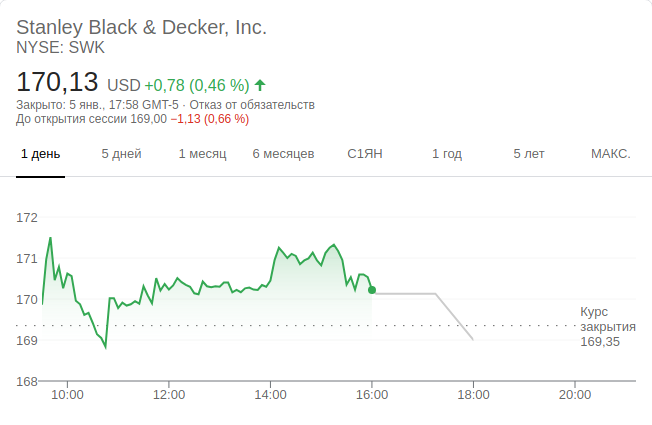 Stanley Black & Decker, Inc.
NYSE: SWK
170,13 USD +0,78 (0,46 %)
Закрыто: 5 янв., 17:58 GMT-5 · Отказ от обязательств
До открытия сессии 169,00 −1,13 (0,66 %)
1 день 5 дней 1 месяц 6 месяцев С1ЯН 1 год 5 лет МАКС.
172
171
170
169
168
Курс
закрытия
169,35
10:00 12:00 14:00 16:00 18:00 20:00